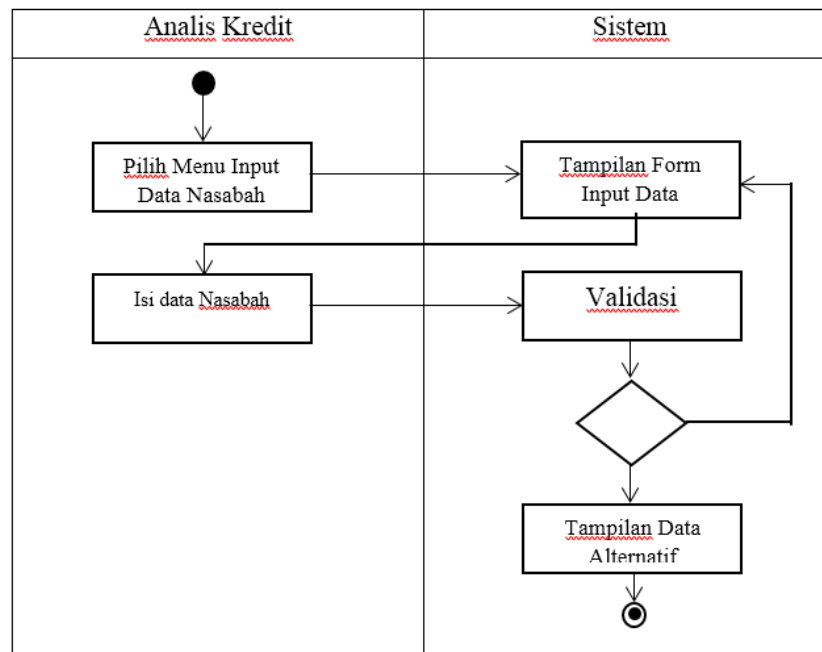 Analis Kredit
Sistem
Pilih Menu Input
Data Nasabah
Tampilan Form
Input Data
Isi data Nasabah
Validasi
Tampilan Data
Alternatif